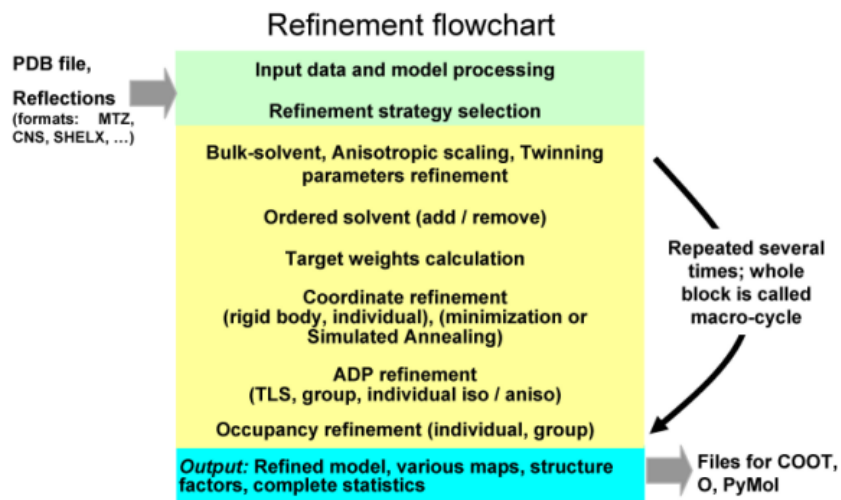 Refinement flowchart
PDB file,
Reflections
(formats: MTZ,
CNS, SHELX, …)
Input data and model processing
Refinement strategy selection
Bulk-solvent, Anisotropic scaling, Twinning
parameters refinement
Ordered solvent (add / remove)
Target weights calculation
Coordinate refinement
(rigid body, individual), (minimization or
Simulated Annealing)
ADP refinement
(TLS, group, individual iso / aniso)
Occupancy refinement (individual, group)
Repeated several
times; whole
block is called
macro-cycle
Output: Refined model, various maps, structure
factors, complete statistics
Files for COOT,
O, PyMol